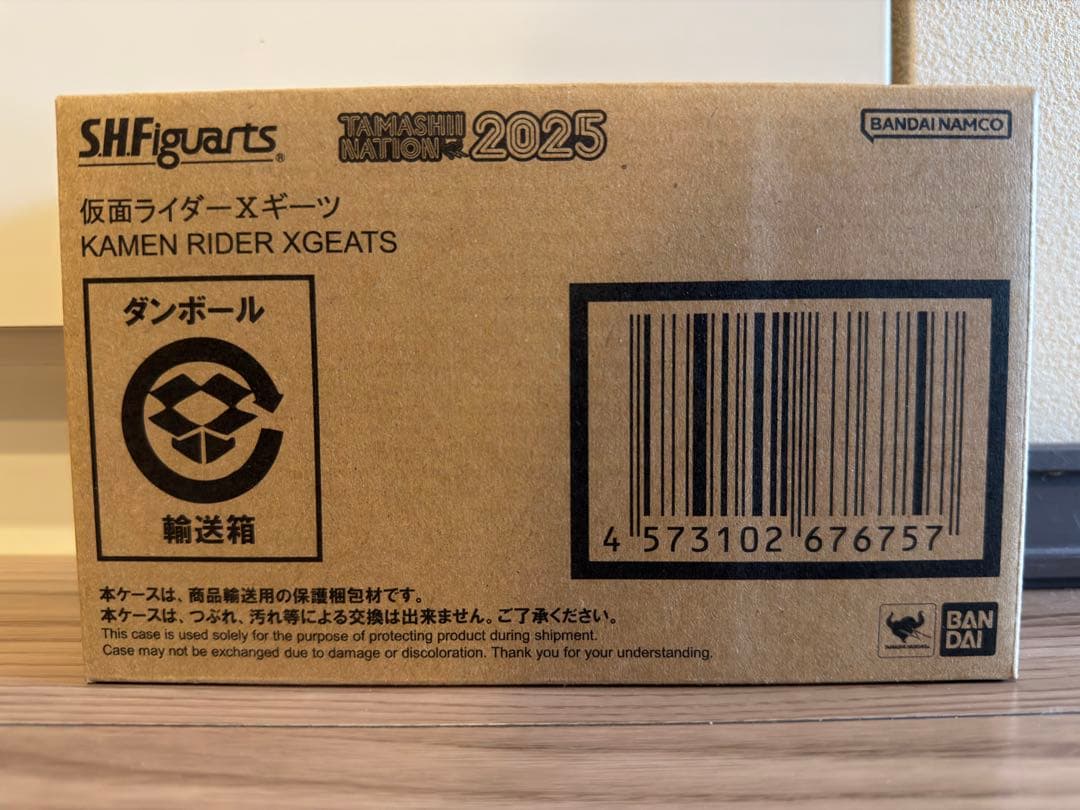 S.H.Figuarts®
TAMASHII NATION 2025
BANDAI NAMCO
仮面ライダーXギーツ
KAMEN RIDER XGEATS
ダンボール
輸送箱
4 573102 676757
本ケースは、商品輸送用の保護梱包材です。
本ケースは、つぶれ、汚れ等による交換は出来ません。ご了承ください。
This case is used solely for the purpose of protecting product during shipment.
Case may not be exchanged due to damage or discoloration. Thank you for your understanding.
BAN
DAI